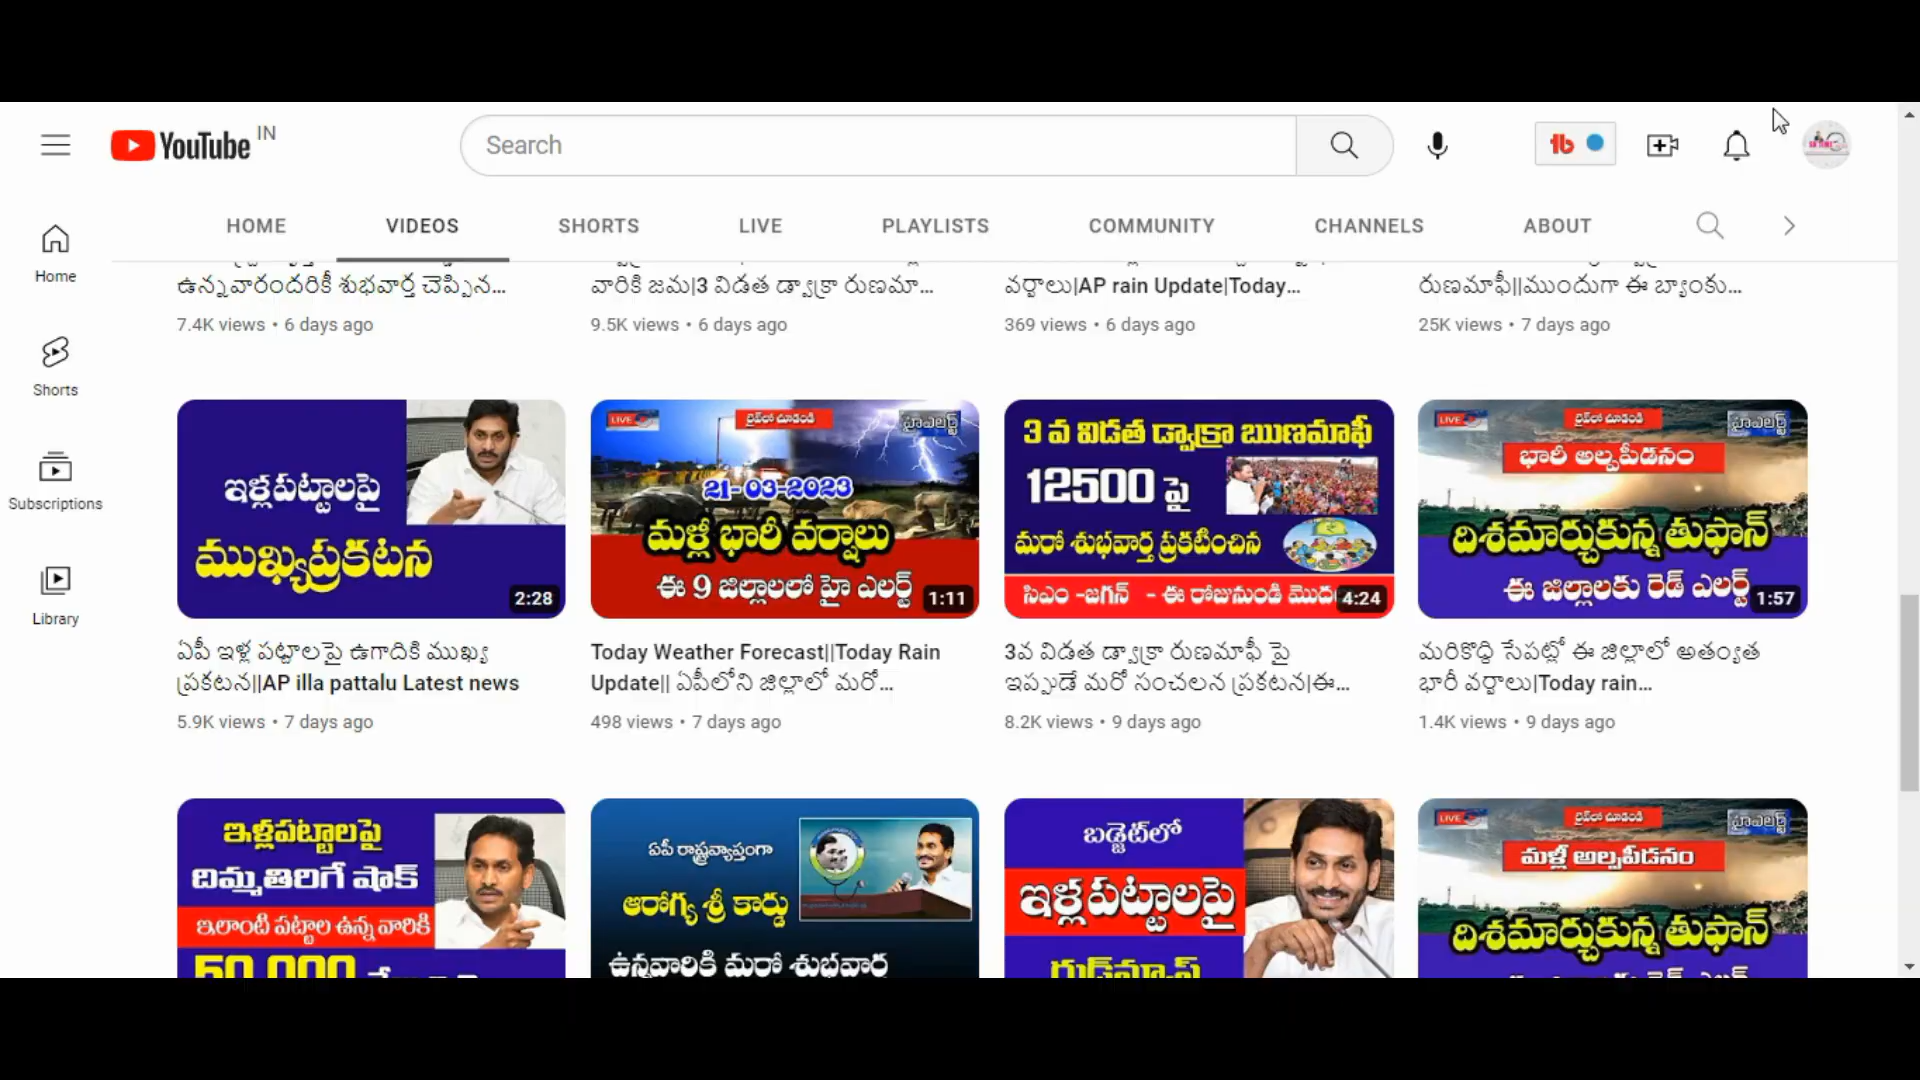 YouTube IN
Search
HOME
VIDEOS
SHORTS
LIVE
PLAYLISTS
COMMUNITY
CHANNELS
ABOUT
Home
Shorts
Subscriptions
Library
ఉన్నవారందరికీ శుభవార్త చెప్పిన...
7.4K views • 6 days ago
వారికి జమ|3 విడత డ్వాక్రా రుణమా...
9.5K views • 6 days ago
వర్షాలు|AP rain Update|Today...
369 views • 6 days ago
రుణమాఫీ||ముందుగా ఈ బ్యాంకు...
25K views • 7 days ago
ఇళ్లపట్టాలపై
ముఖ్యప్రకటన
2:28
ఏపీ ఇళ్ల పట్టాలపై ఉగాదికి ముఖ్య
ప్రకటన||AP illa pattalu Latest news
5.9K views • 7 days ago
LIVE
లైవ్‌లో చూడండి
హైఎలర్ట్
21-03-2023
మళ్లీ భారీ వర్షాలు
ఈ 9 జిల్లాలలో హై ఎలర్ట్
1:11
Today Weather Forecast||Today Rain
Update|| ఏపీలోని జిల్లాలో మరో...
498 views • 7 days ago
3 వ విడత డ్వాక్రా ఋణమాఫీ
12500 పై
మరో శుభవార్త ప్రకటించిన
సిఎం -జగన్ - ఈ రోజునుండి మొద
4:24
3వ విడత డ్వాక్రా రుణమాఫీ పై
ఇప్పుడే మరో సంచలన ప్రకటన|ఈ...
8.2K views • 9 days ago
LIVE
లైవ్‌లో చూడండి
హైఎలర్ట్
భారీ అల్పపీడనం
దిశమార్చుకున్న తుఫాన్
ఈ జిల్లాలకు రెడ్ ఎలర్ట్
1:57
మరికొద్ది సేపట్లో ఈ జిల్లాలో అత్యంత
భారీ వర్షాలు|Today rain...
1.4K views • 9 days ago
ఇళ్లపట్టాలపై
దిమ్మతిరిగే షాక్
ఇలాంటి పట్టాల ఉన్న వారికి
50,000
ఏపీ రాష్ట్రవ్యాప్తంగా
ఆరోగ్య శ్రీ కార్డు
ఉన్నవారికి మరో శుభవార్త
బడ్జెట్‌లో
ఇళ్లపట్టాలపై
గుడ్‌న్యూస్
LIVE
లైవ్‌లో చూడండి
హైఎలర్ట్
మళ్లీ అల్పపీడనం
దిశమార్చుకున్న తుఫాన్